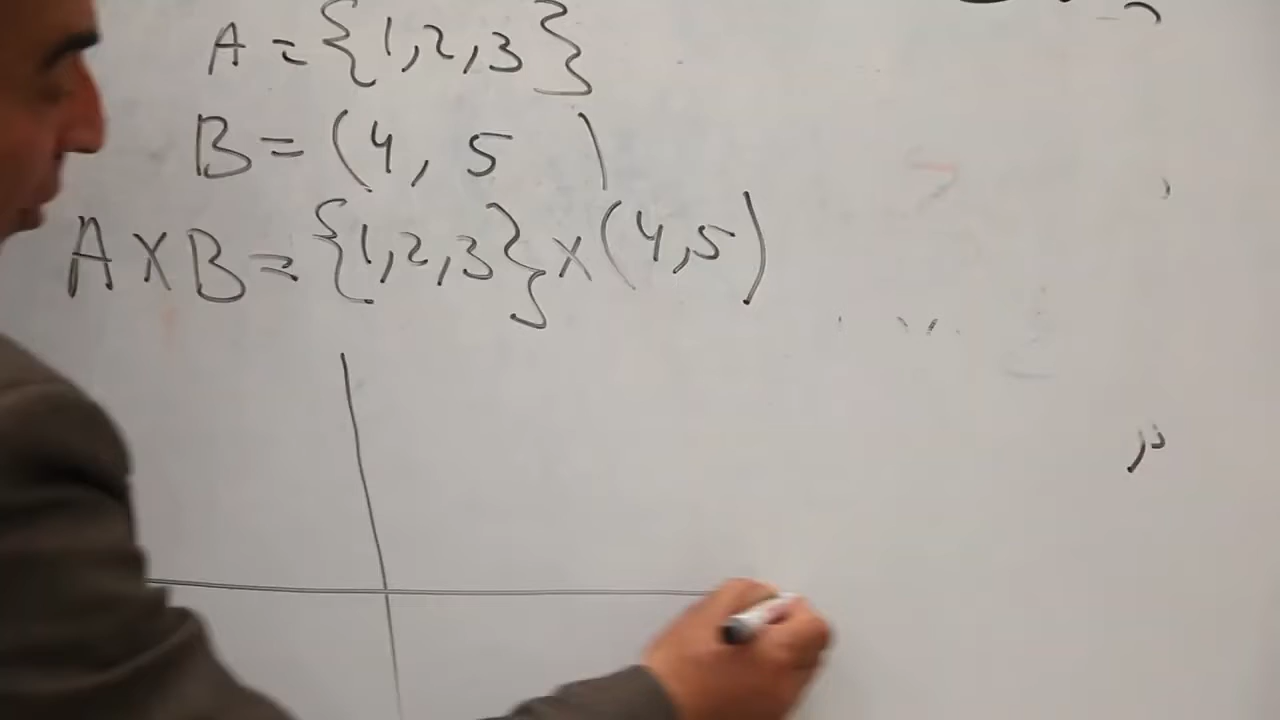 A = {1,2,3}
B = (4, 5 )
A X B = {1,2,3} x (4,5)